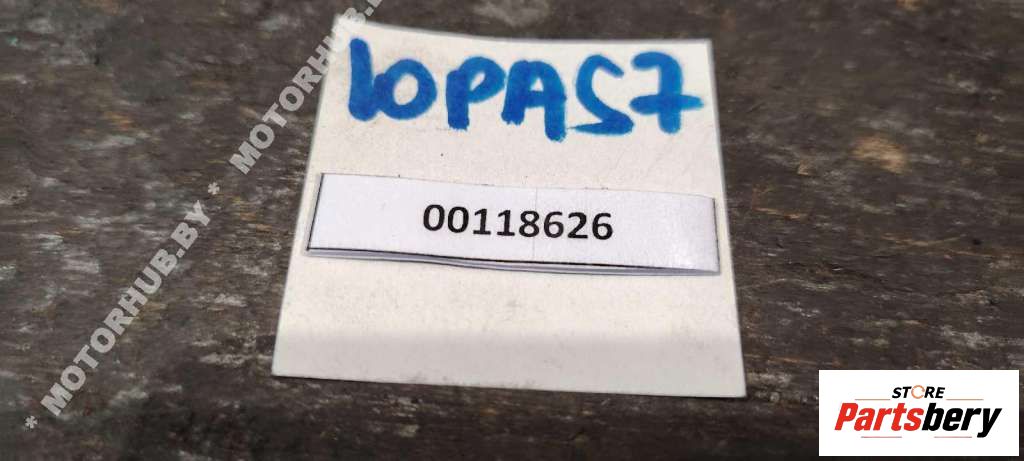 10PA57
00118626
* MOTORHUB.BY * MOTORHUB.BY
STORE
Partsbery